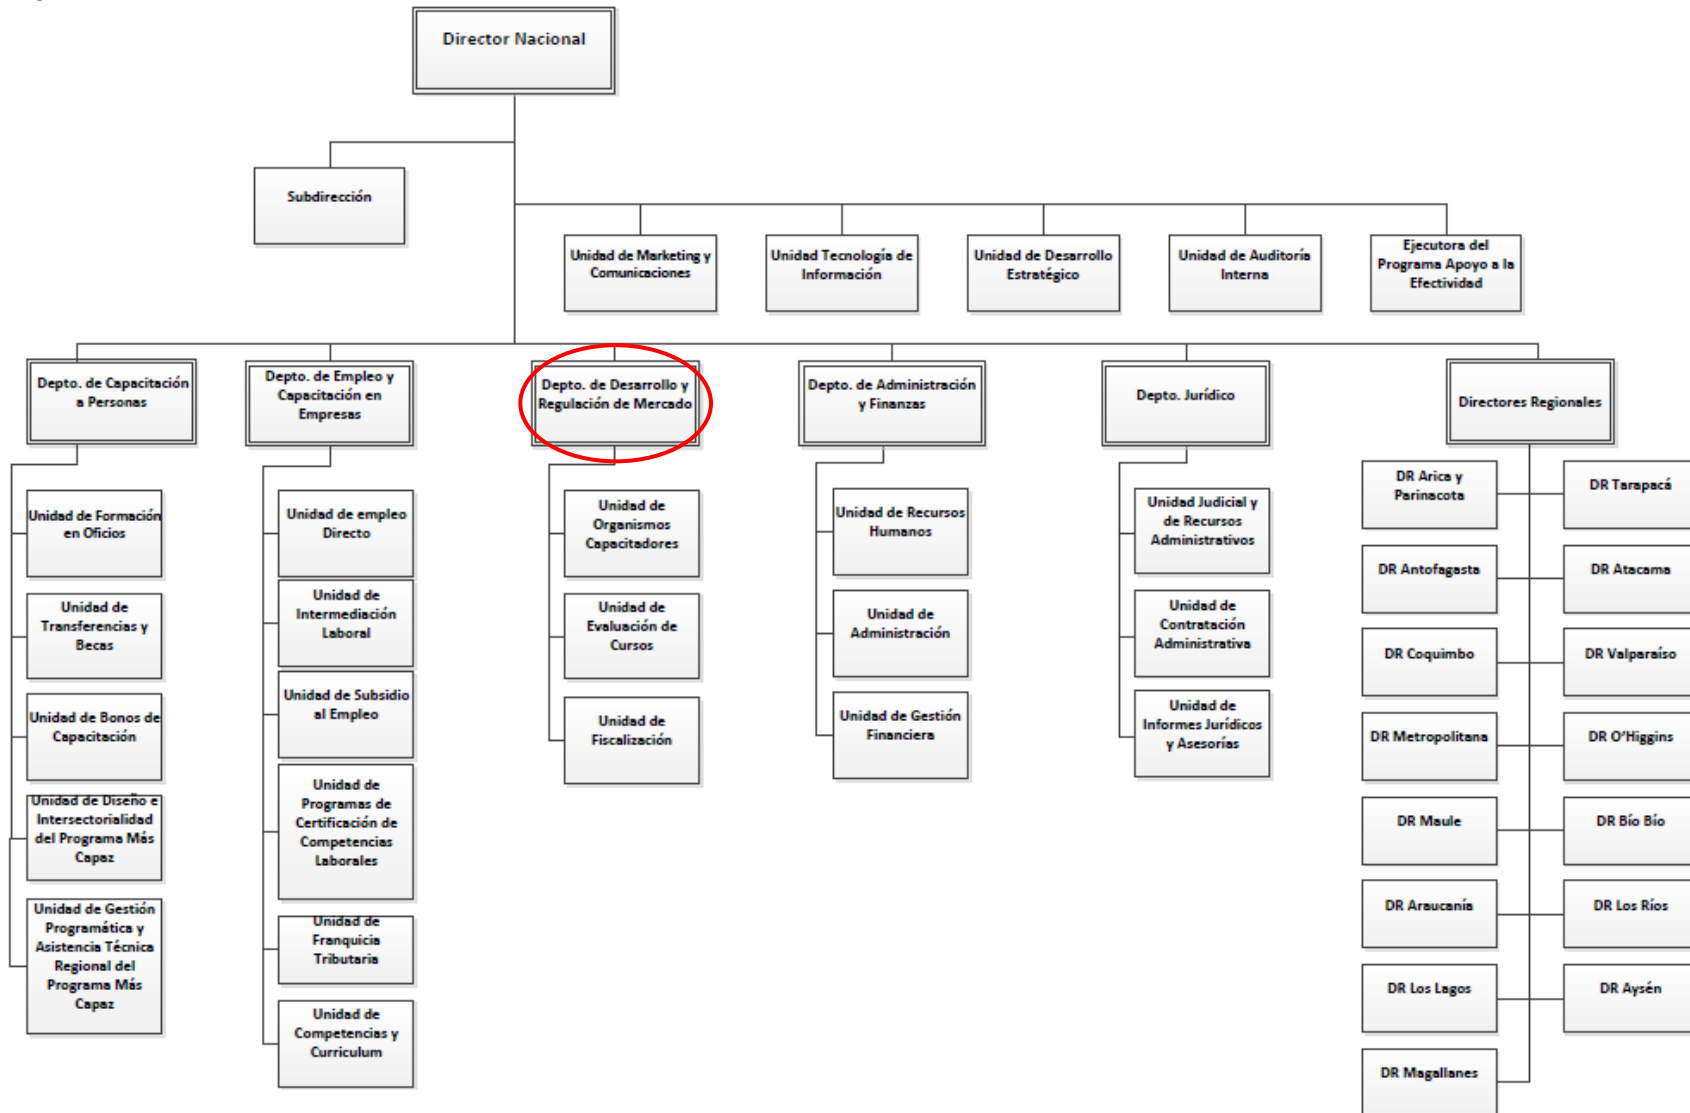 Director Nacional
Subdirección
Unidad de Marketing y
Comunicaciones
Unidad Tecnología de
Información
Unidad de Desarrollo
Estratégico
Unidad de Auditoría
Interna
Ejecutora del
Programa Apoyo a la
Efectividad
Depto. de Capacitación
a Personas
Depto. de Empleo y
Capacitación en
Empresas
Depto. de Desarrollo y
Regulación de Mercado
Depto. de Administración
y Finanzas
Depto. Jurídico
Directores Regionales
Unidad de Formación
en Oficios
Unidad de
Transferencias y
Becas
Unidad de Bonos de
Capacitación
Unidad de Diseño e
Intersectorialidad
del Programa Más
Capaz
Unidad de Gestión
Programática y
Asistencia Técnica
Regional del
Programa Más
Capaz
Unidad de empleo
Directo
Unidad de
Intermediación
Laboral
Unidad de Subsidio
al Empleo
Unidad de
Programas de
Certificación de
Competencias
Laborales
Unidad de
Franquicia
Tributaria
Unidad de
Competencias y
Curriculum
Unidad de
Organismos
Capacitadores
Unidad de
Evaluación de
Cursos
Unidad de
Fiscalización
Unidad de Recursos
Humanos
Unidad de
Administración
Unidad de Gestión
Financiera
Unidad Judicial y
de Recursos
Administrativos
Unidad de
Contratación
Administrativa
Unidad de
Informes Jurídicos
y Asesorías
DR Arica y
Parinacota
DR Tarapacá
DR Antofagasta
DR Atacama
DR Coquimbo
DR Valparaíso
DR Metropolitana
DR O'Higgins
DR Maule
DR Bío Bío
DR Araucanía
DR Los Ríos
DR Los Lagos
DR Aysén
DR Magallanes